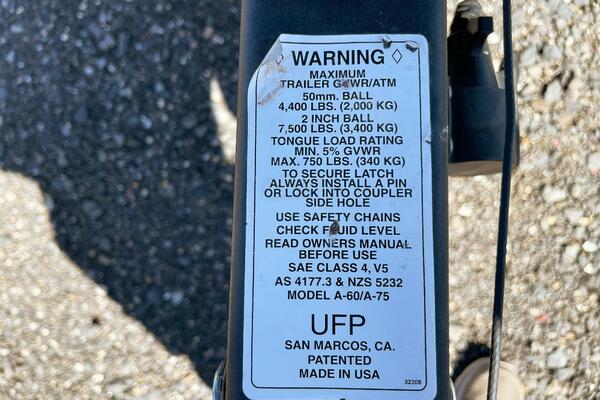 ◊ WARNING ◊
MAXIMUM
TRAILER GVWR/ATM
50mm. BALL
4,400 LBS. (2,000 KG)
2 INCH BALL
7,500 LBS. (3,400 KG)
TONGUE LOAD RATING
MIN. 5% GVWR
MAX. 750 LBS. (340 KG)
TO SECURE LATCH
ALWAYS INSTALL A PIN
OR LOCK INTO COUPLER
SIDE HOLE
USE SAFETY CHAINS
CHECK FLUID LEVEL
READ OWNERS MANUAL
BEFORE USE
SAE CLASS 4, V5
AS 4177.3 & NZS 5232
MODEL A-60/A-75
UFP
SAN MARCOS, CA.
PATENTED
MADE IN USA
32208